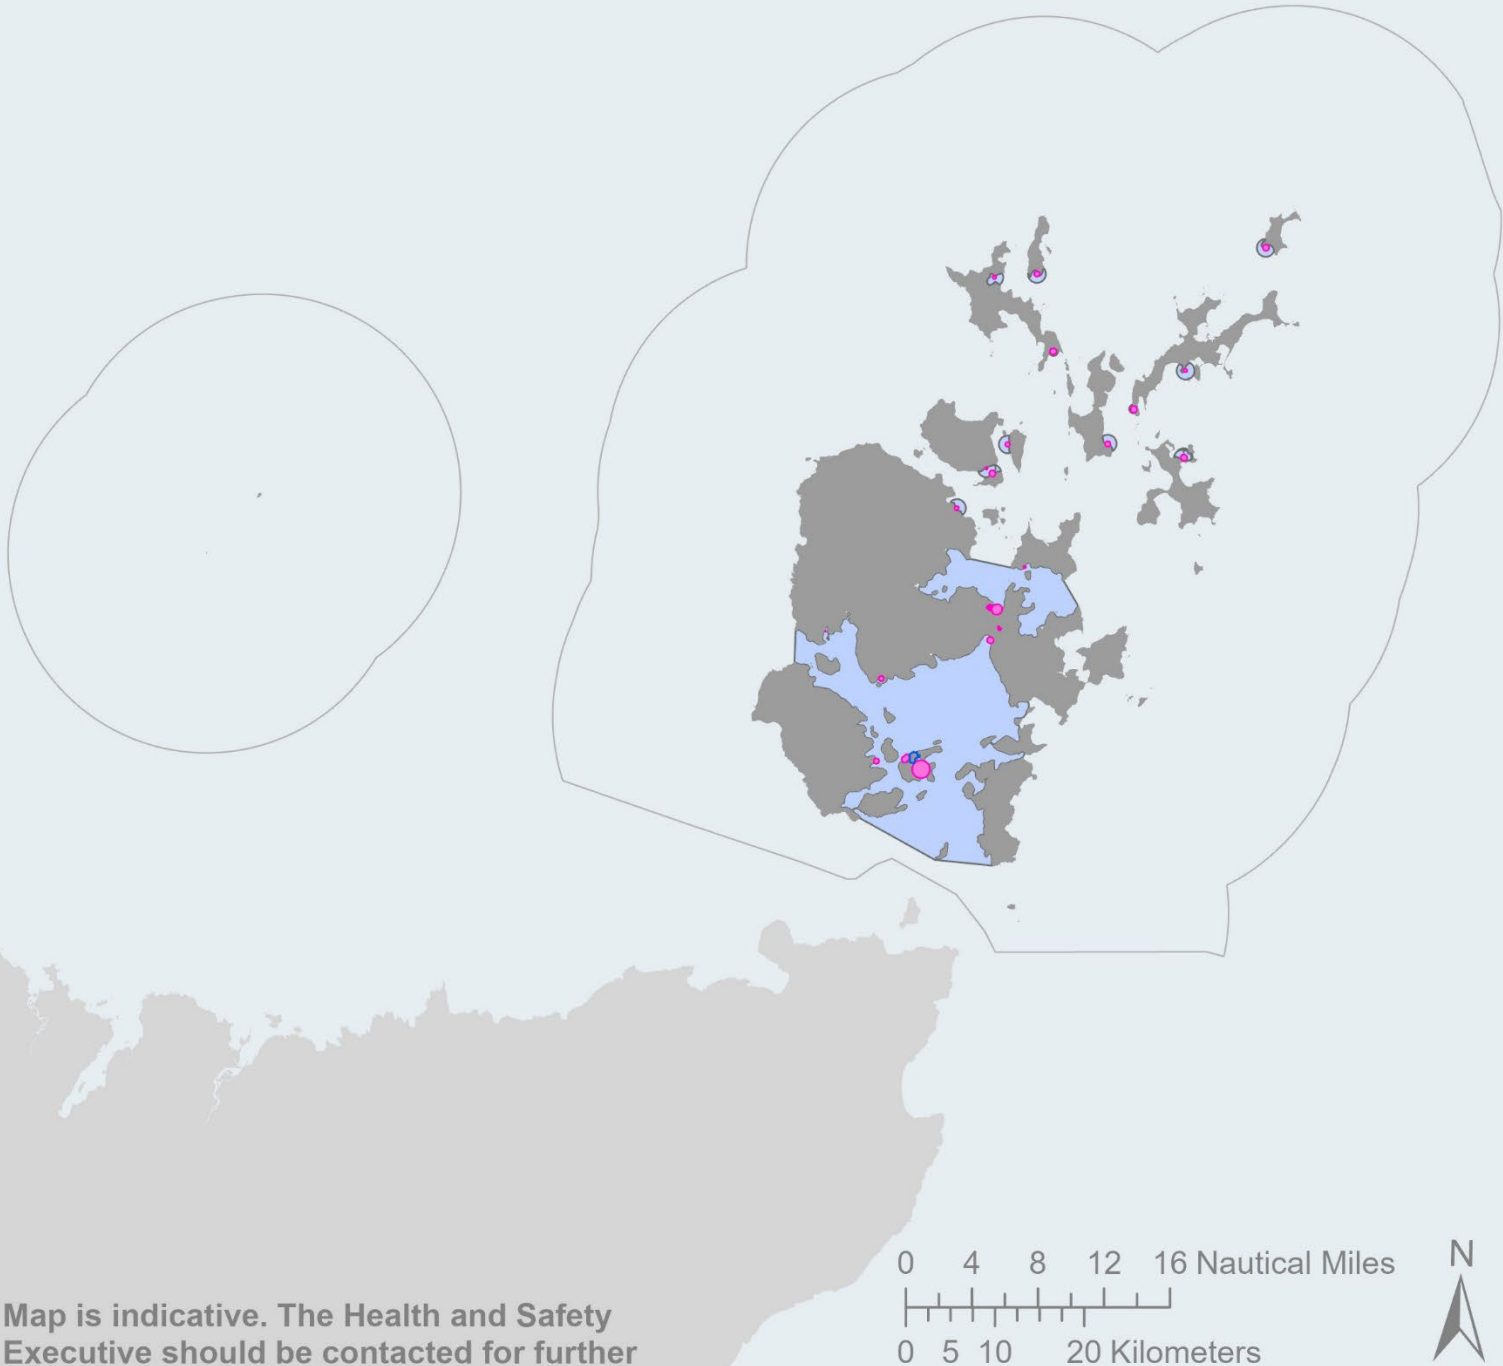 N
0 4 8 12 16 Nautical Miles
0 5 10 20 Kilometers
Map is indicative. The Health and Safety
Executive should be contacted for further